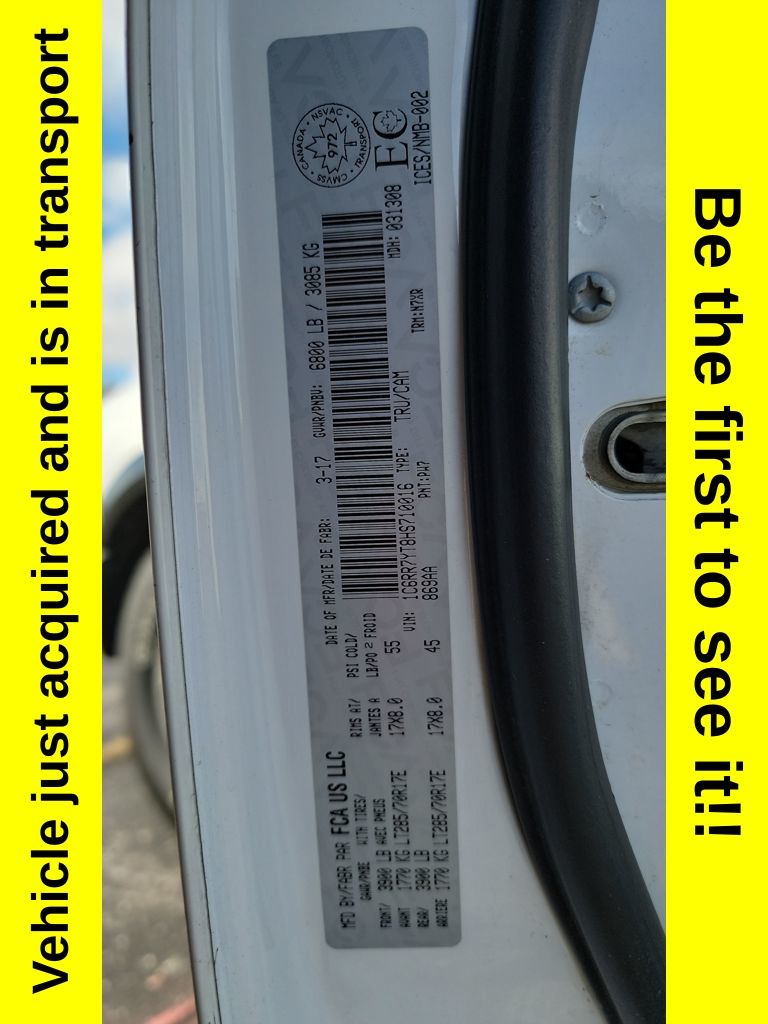 Vehicle just acquired and is in transport
MFD BY/FABR PAR FCA US LLC
DATE OF MFR/DATE DE FABR: 3-17 GVWR/PNBV: 6800 LB / 3085 KG
GAWR/PNBE WITH TIRES/ RIMS AT/ PSI COLD/
FRONT/ 3900 LB AVEC PNEUS JANTES A LB/PO 2 FROID
AVANT 1770 KG LT285/70R17E 17X8.0 55
REAR/ 3900 LB
ARRIERE 1770 KG LT285/70R17E 17X8.0 45
VIN: 1C6RR7YT8HS710016 TYPE: TRU/CAM MDH: 031308
869AA PNT:PW7 TRM:N7XR
CANADA • NSVAC • TRANSPORT • CMVSS
972
EC
ICES/NMB-002
Be the first to see it!!